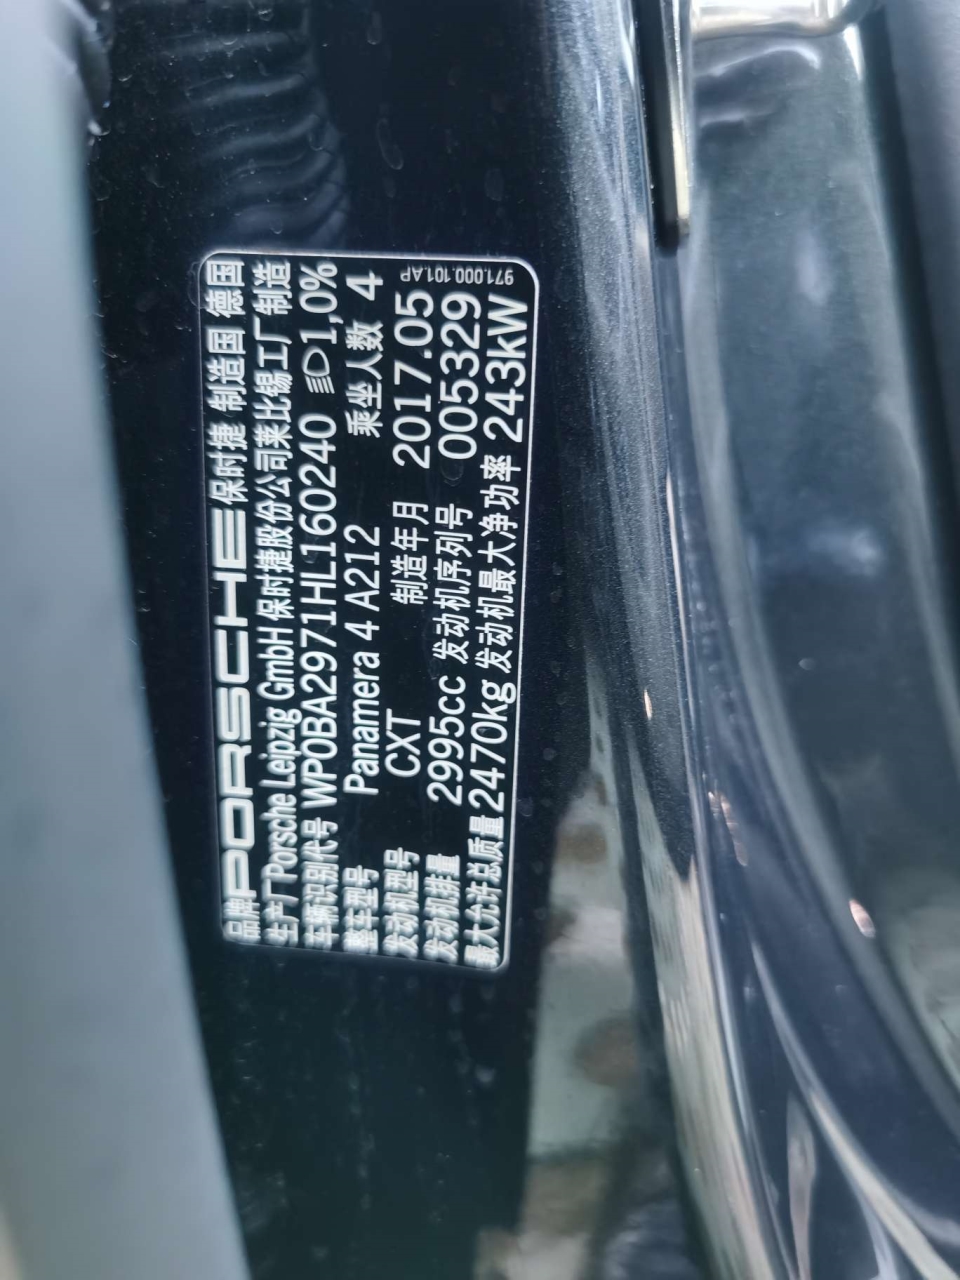 品牌 PORSCHE 保时捷 制造国 德国
生产厂 Porsche Leipzig GmbH 保时捷股份公司莱比锡工厂制造
车辆识别代号 WP0BA2971HL160240 1,0%
整车型号 Panamera 4 A212 乘坐人数 4
发动机型号 CXT 制造年月 2017.05
发动机排量 2995cc 发动机序列号 005329
最大允许总质量 2470kg 发动机最大净功率 243kW
971.000.101.AP